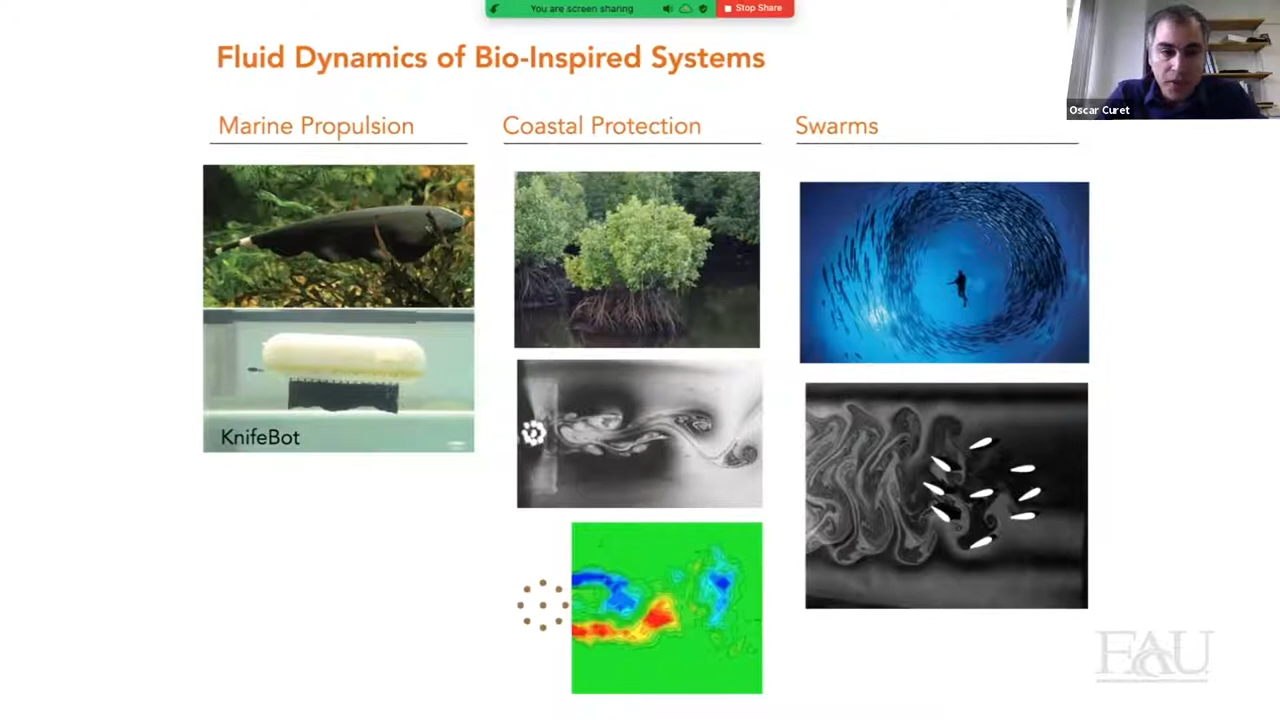 You are screen sharing
Stop Share
Fluid Dynamics of Bio-Inspired Systems
Oscar Curet
Marine Propulsion
Coastal Protection
Swarms
KnifeBot
FAU